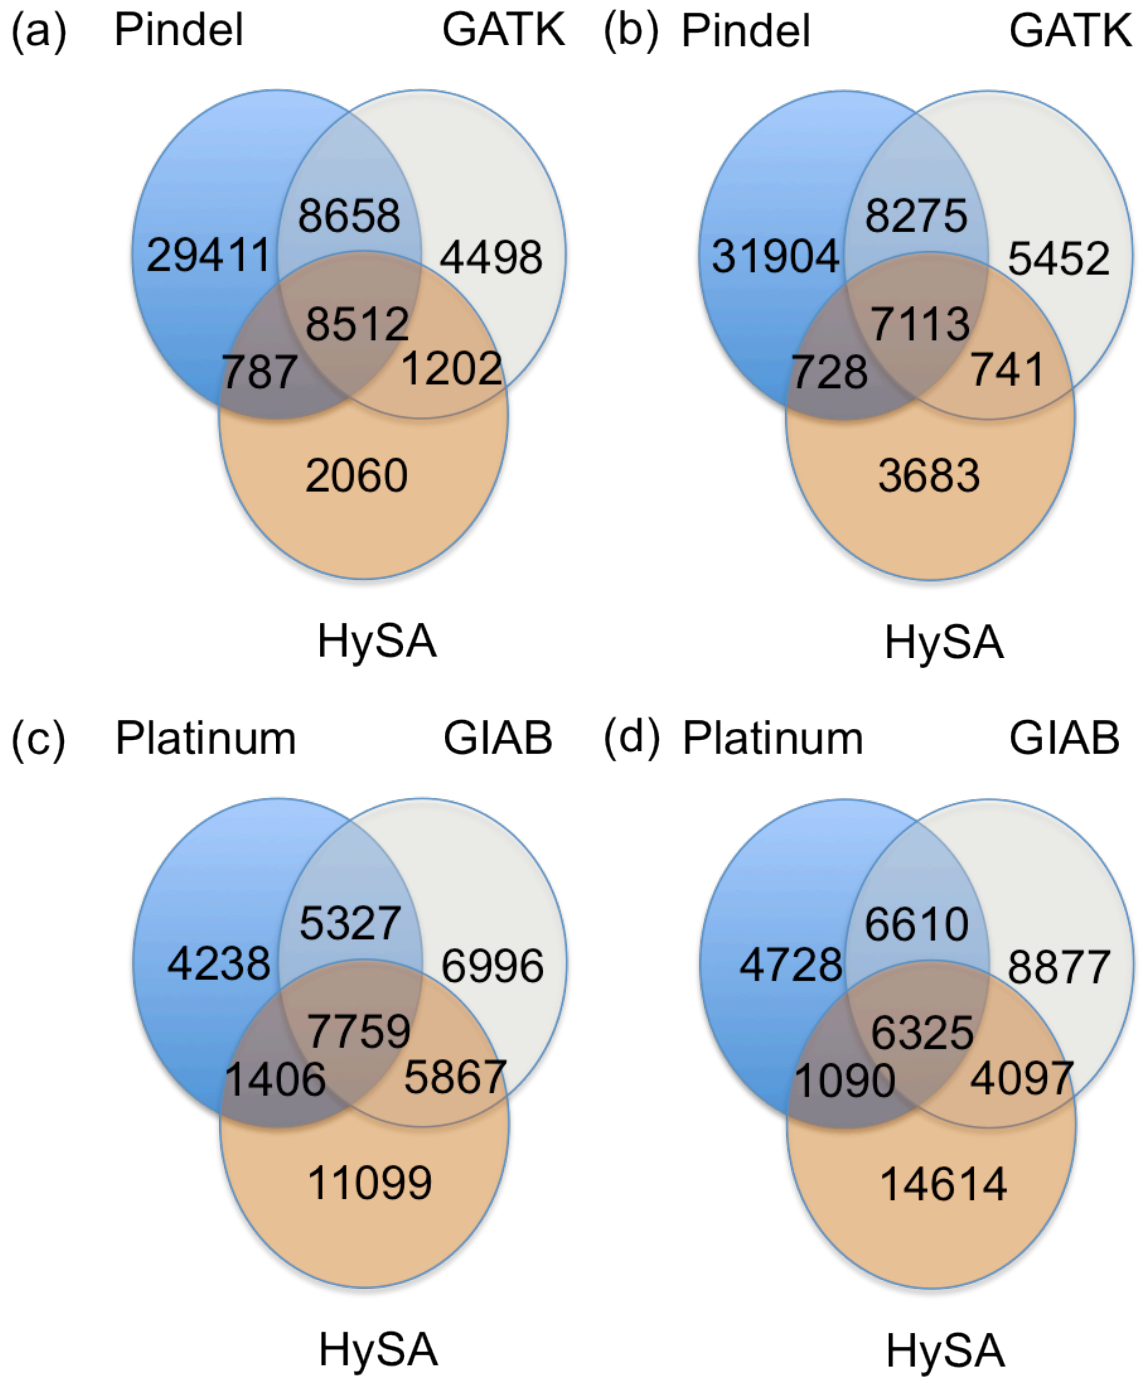 (a) Pindel GATK (b) Pindel GATK
8658 8275
29411 4498 31904 5452
8512 7113
787 1202 728 741
2060 3683
HySA HySA
(c) Platinum GIAB (d) Platinum GIAB
5327 6610
4238 6996 4728 8877
7759 6325
1406 5867 1090 4097
11099 14614
HySA HySA